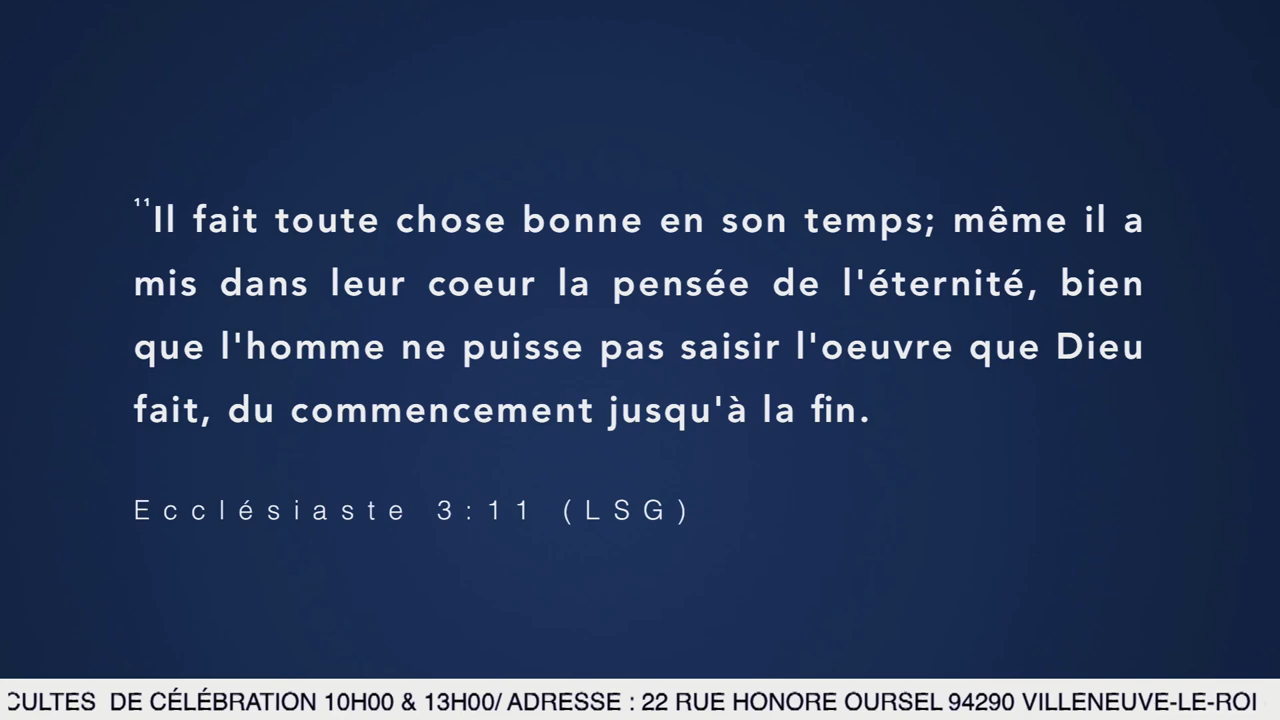 ¹¹Il fait toute chose bonne en son temps; même il a
mis dans leur coeur la pensée de l'éternité, bien
que l'homme ne puisse pas saisir l'oeuvre que Dieu
fait, du commencement jusqu'à la fin.
Ecclésiaste 3:11 (LSG)
CULTES DE CÉLÉBRATION 10H00 & 13H00/ ADRESSE : 22 RUE HONORE OURSEL 94290 VILLENEUVE-LE-ROI